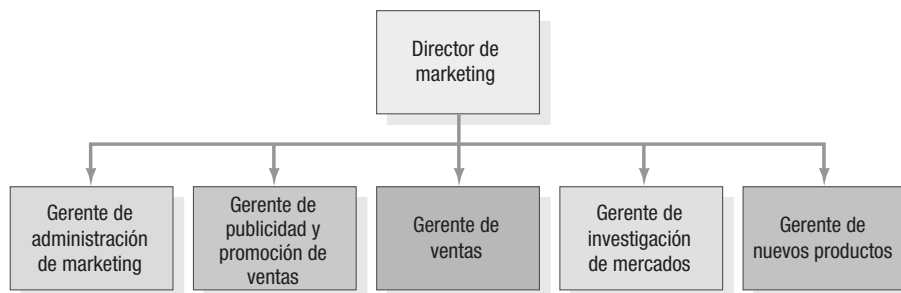 Director de
marketing
Gerente de
administración
de marketing
Gerente de
publicidad y
promoción de
ventas
Gerente de
ventas
Gerente de
investigación
de mercados
Gerente de
nuevos productos